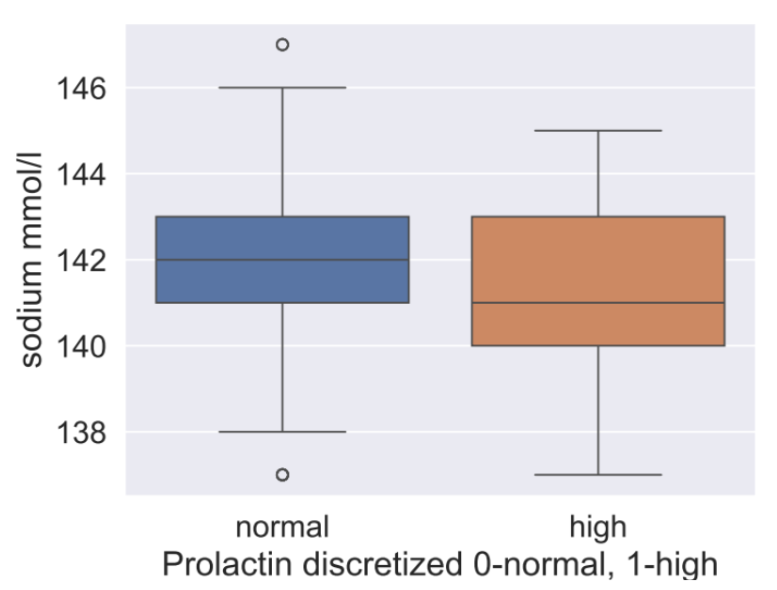 sodium mmol/l
146
144
142
140
138
normal high
Prolactin discretized 0-normal, 1-high